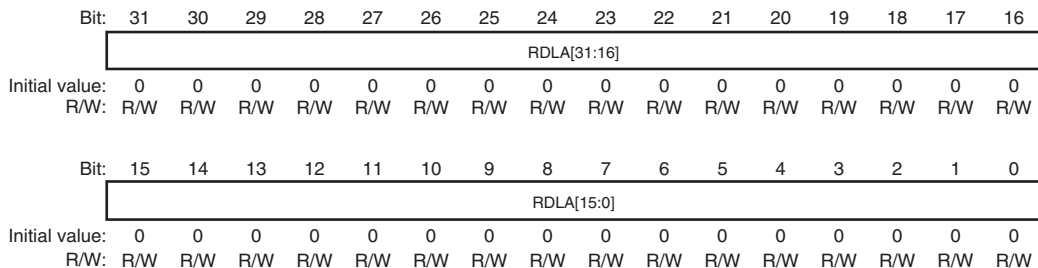 Bit: 31 30 29 28 27 26 25 24 23 22 21 20 19 18 17 16
RDLA[31:16]
Initial value: 0 0 0 0 0 0 0 0 0 0 0 0 0 0 0 0
R/W: R/W R/W R/W R/W R/W R/W R/W R/W R/W R/W R/W R/W R/W R/W R/W R/W
Bit: 15 14 13 12 11 10 9 8 7 6 5 4 3 2 1 0
RDLA[15:0]
Initial value: 0 0 0 0 0 0 0 0 0 0 0 0 0 0 0 0
R/W: R/W R/W R/W R/W R/W R/W R/W R/W R/W R/W R/W R/W R/W R/W R/W R/W